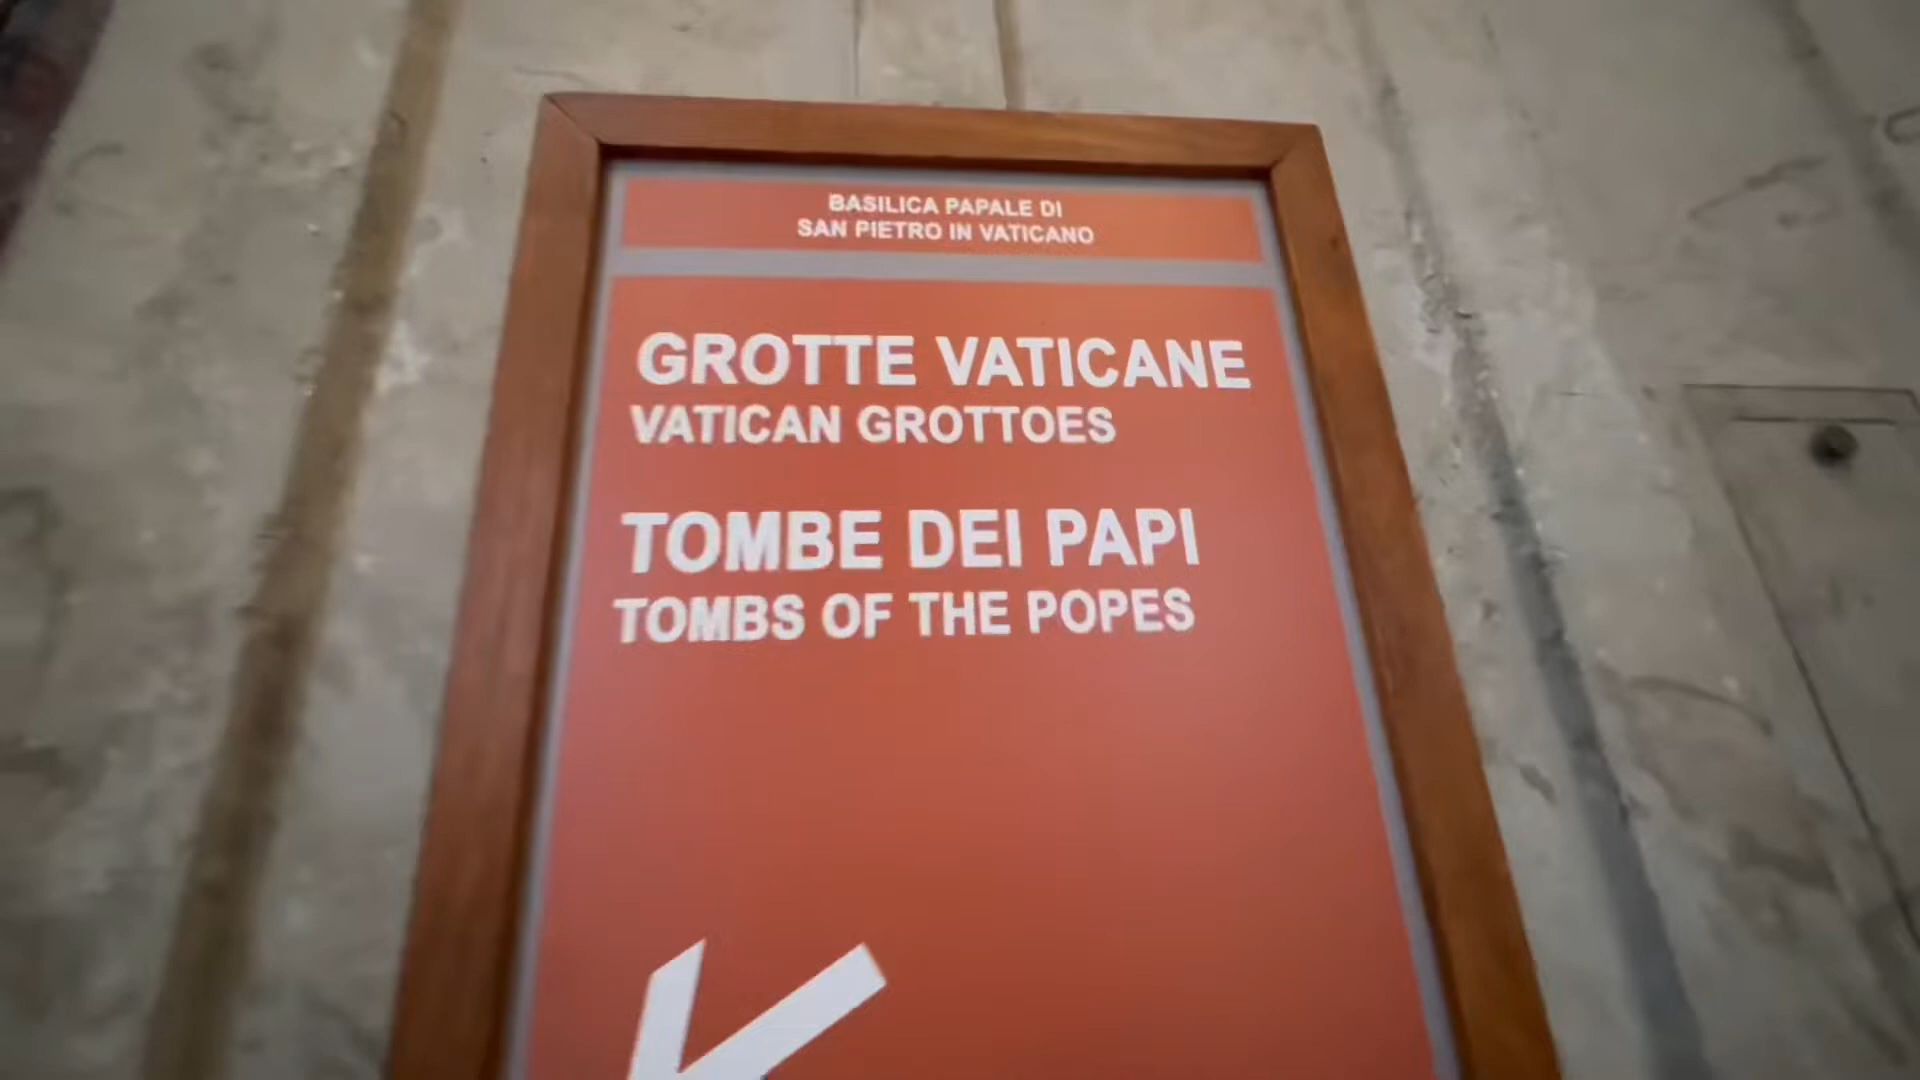 BASILICA PAPALE DI
SAN PIETRO IN VATICANO
GROTTE VATICANE
VATICAN GROTTOES
TOMBE DEI PAPI
TOMBS OF THE POPES